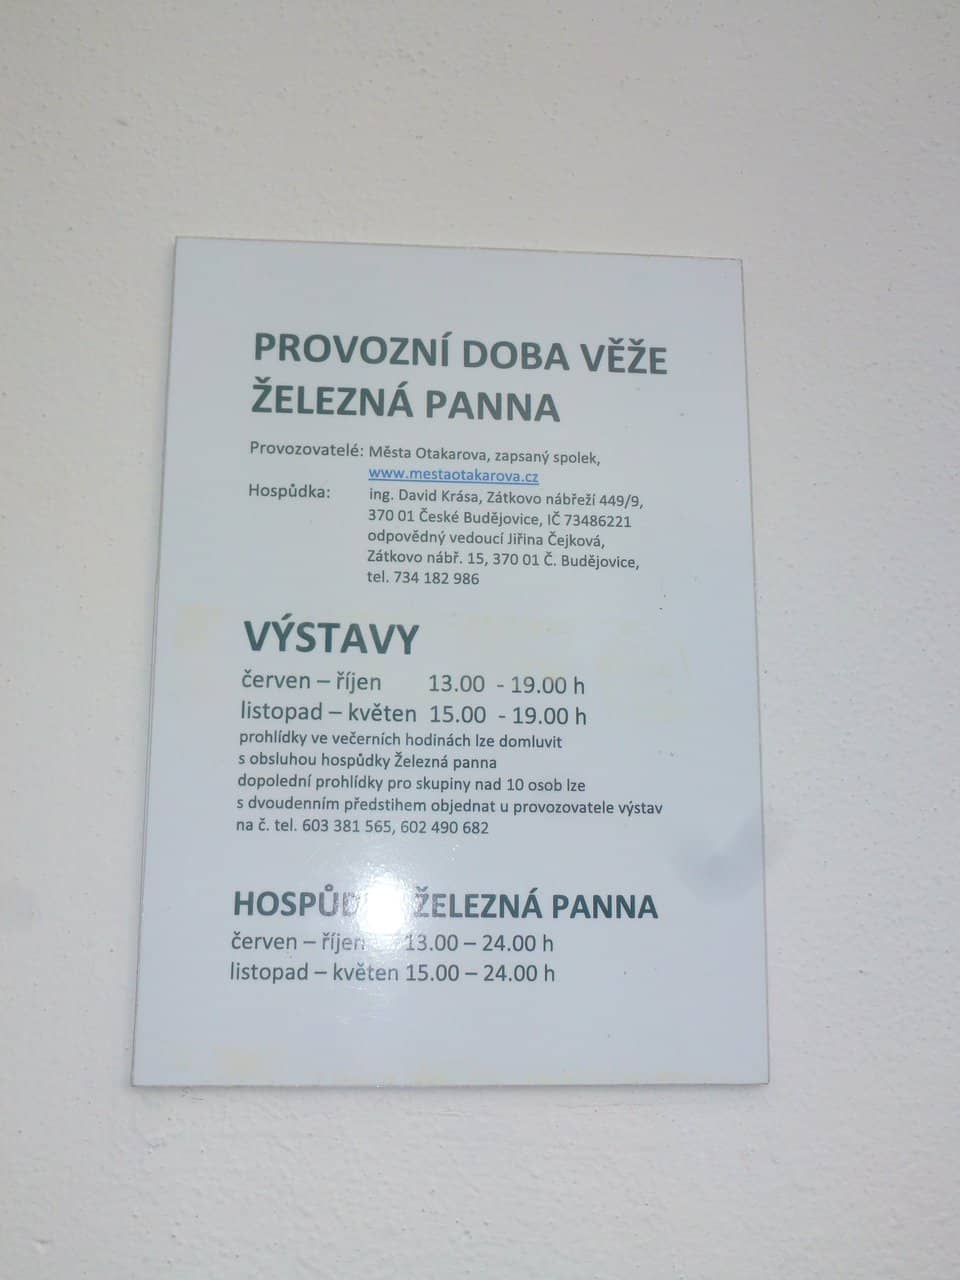 PROVOZNÍ DOBA VĚŽE
ŽELEZNÁ PANNA
Provozovatelé: Města Otakarova, zapsaný spolek,
www.mestaotakarova.cz
Hospůdka: ing. David Krása, Zátkovo nábřeží 449/9,
370 01 České Budějovice, IČ 73486221
odpovědný vedoucí Jiřina Čejková,
Zátkovo nábř. 15, 370 01 Č. Budějovice,
tel. 734 182 986
VÝSTAVY
červen – říjen 13.00 - 19.00 h
listopad – květen 15.00 - 19.00 h
prohlídky ve večerních hodinách lze domluvit
s obsluhou hospůdky Železná panna
dopolední prohlídky pro skupiny nad 10 osob lze
s dvoudenním předstihem objednat u provozovatele výstav
na č. tel. 603 381 565, 602 490 682
HOSPŮDKA ŽELEZNÁ PANNA
červen – říjen 13.00 – 24.00 h
listopad – květen 15.00 – 24.00 h